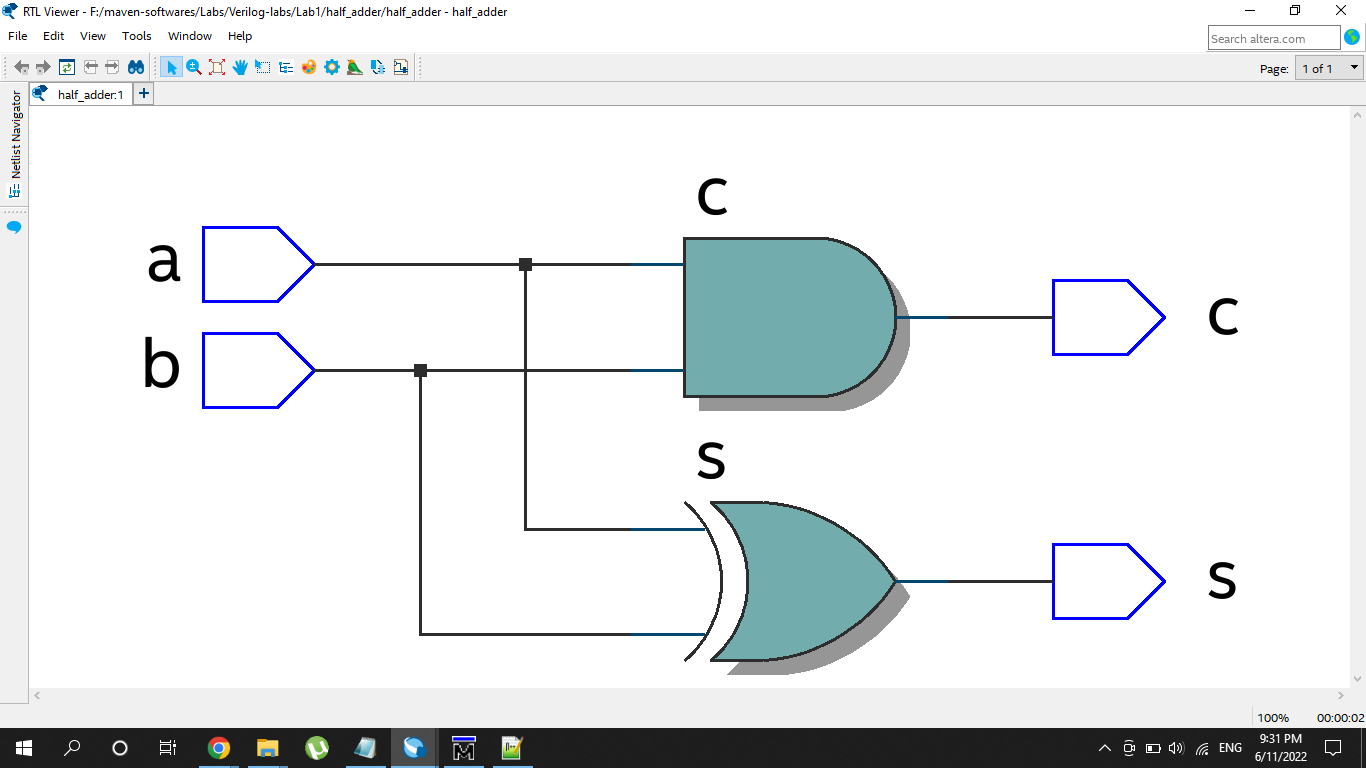 RTL Viewer - F:/maven-softwares/Labs/Verilog-labs/Lab1/half_adder/half_adder - half_adder
File Edit View Tools Window Help
Search altera.com
Page: 1 of 1
half_adder:1
Netlist Navigator
c
a
c
b
s
s
100% 00:00:02
ENG
9:31 PM
6/11/2022